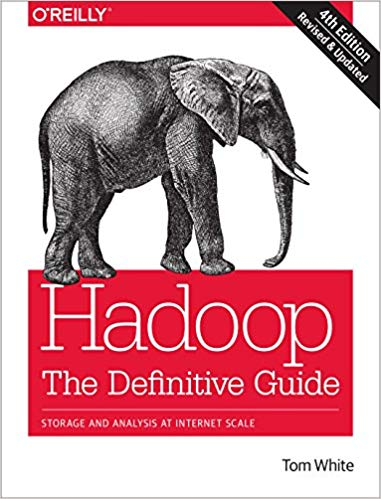 O'REILLY®
4th Edition
Revised & Updated
Hadoop
The Definitive Guide
STORAGE AND ANALYSIS AT INTERNET SCALE
Tom White